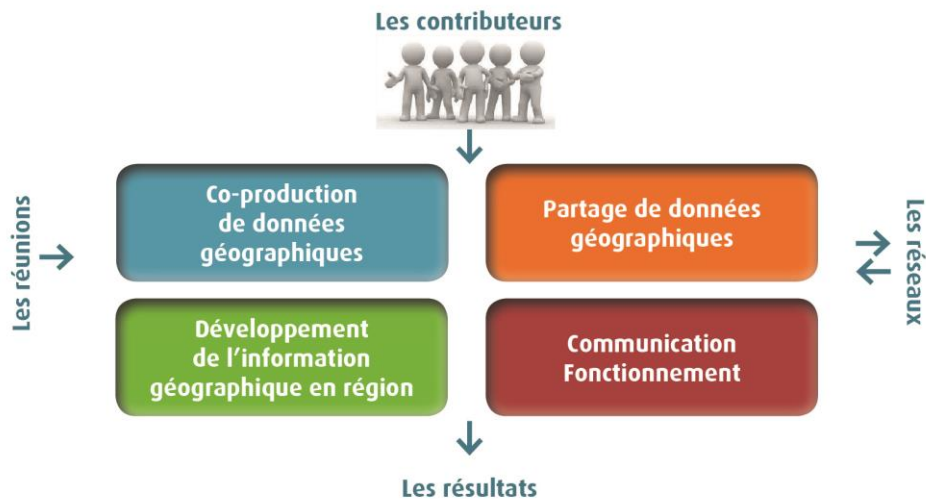 Les contributeurs
Co-production
de données
géographiques
Partage de données
géographiques
Les réunions
Les réseaux
Développement
de l'information
géographique en région
Communication
Fonctionnement
Les résultats